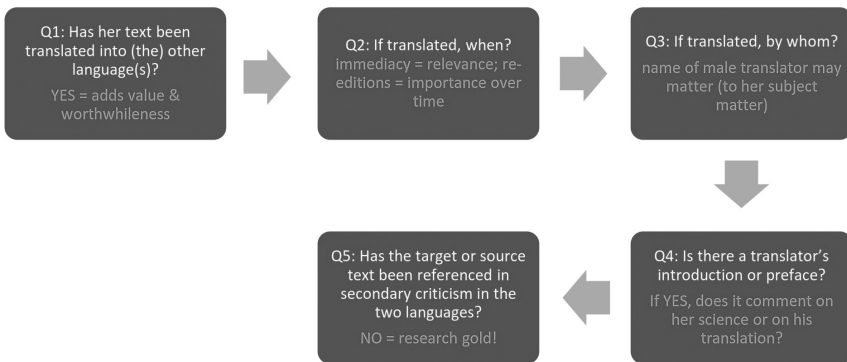 Q1: Has her text been
translated into (the) other
language(s)?
YES = adds value &
worthwhileness
Q2: If translated, when?
immediacy = relevance; re-
editions = importance over
time
Q3: If translated, by whom?
name of male translator may
matter (to her subject
matter)
Q4: Is there a translator's
introduction or preface?
If YES, does it comment on
her science or on his
translation?
Q5: Has the target or source
text been referenced in
secondary criticism in the
two languages?
NO = research gold!